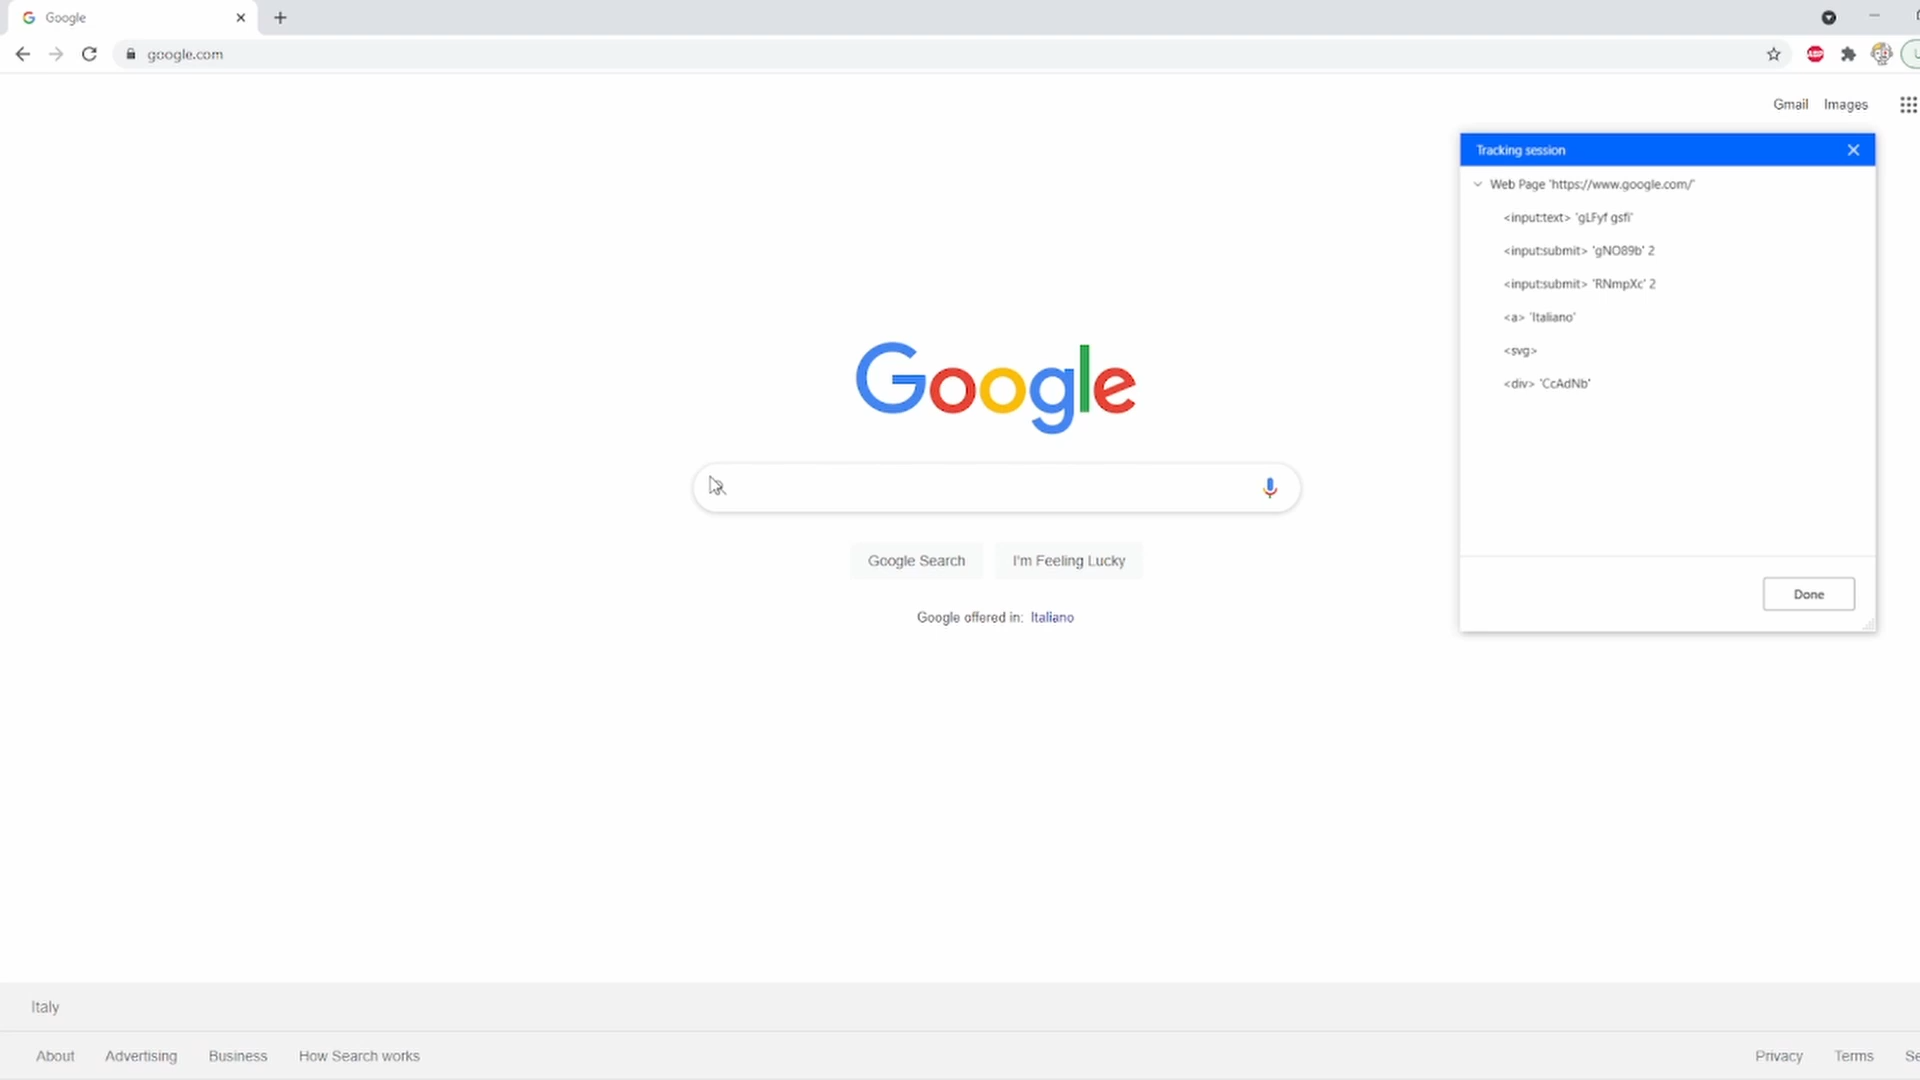 Google
google.com
ABP
Gmail Images
Tracking session
Web Page 'https://www.google.com/'
<input:text> 'gLFyf gsfi'
<input:submit> 'gNO89b' 2
<input:submit> 'RNmpXc' 2
<a> 'Italiano'
<svg>
<div> 'CcAdNb'
Done
Google
Google Search I'm Feeling Lucky
Google offered in: Italiano
Italy
About Advertising Business How Search works
Privacy Terms Se